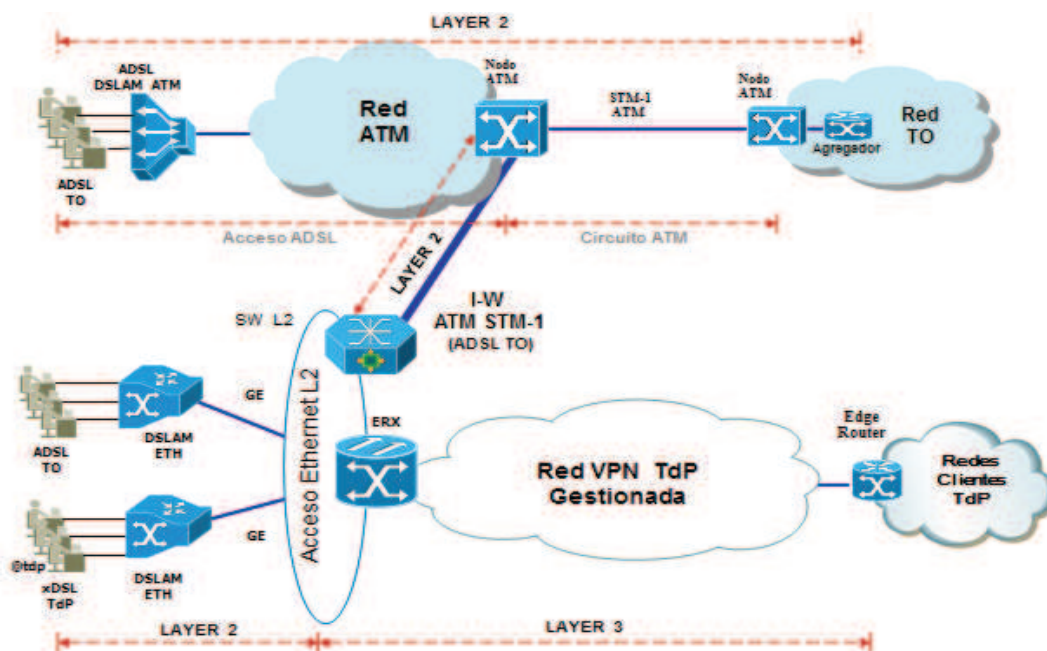 LAYER 2
ADSL
DSLAM ATM
Nodo
ATM
Nodo
ATM
Red
ATM
STM-1
ATM
Red
TO
Agregador
ADSL
TO
Acceso ADSL
Circuito ATM
LAYER 2
I-W
ATM STM-1
(ADSL TO)
SW L2
Acceso Ethernet L2
GE
DSLAM
ETH
ADSL
TO
ERX
Edge
Router
Red VPN TdP
Gestionada
Redes
Clientes
TdP
GE
@tdp
xDSL
TdP
DSLAM
ETH
LAYER 2
LAYER 3